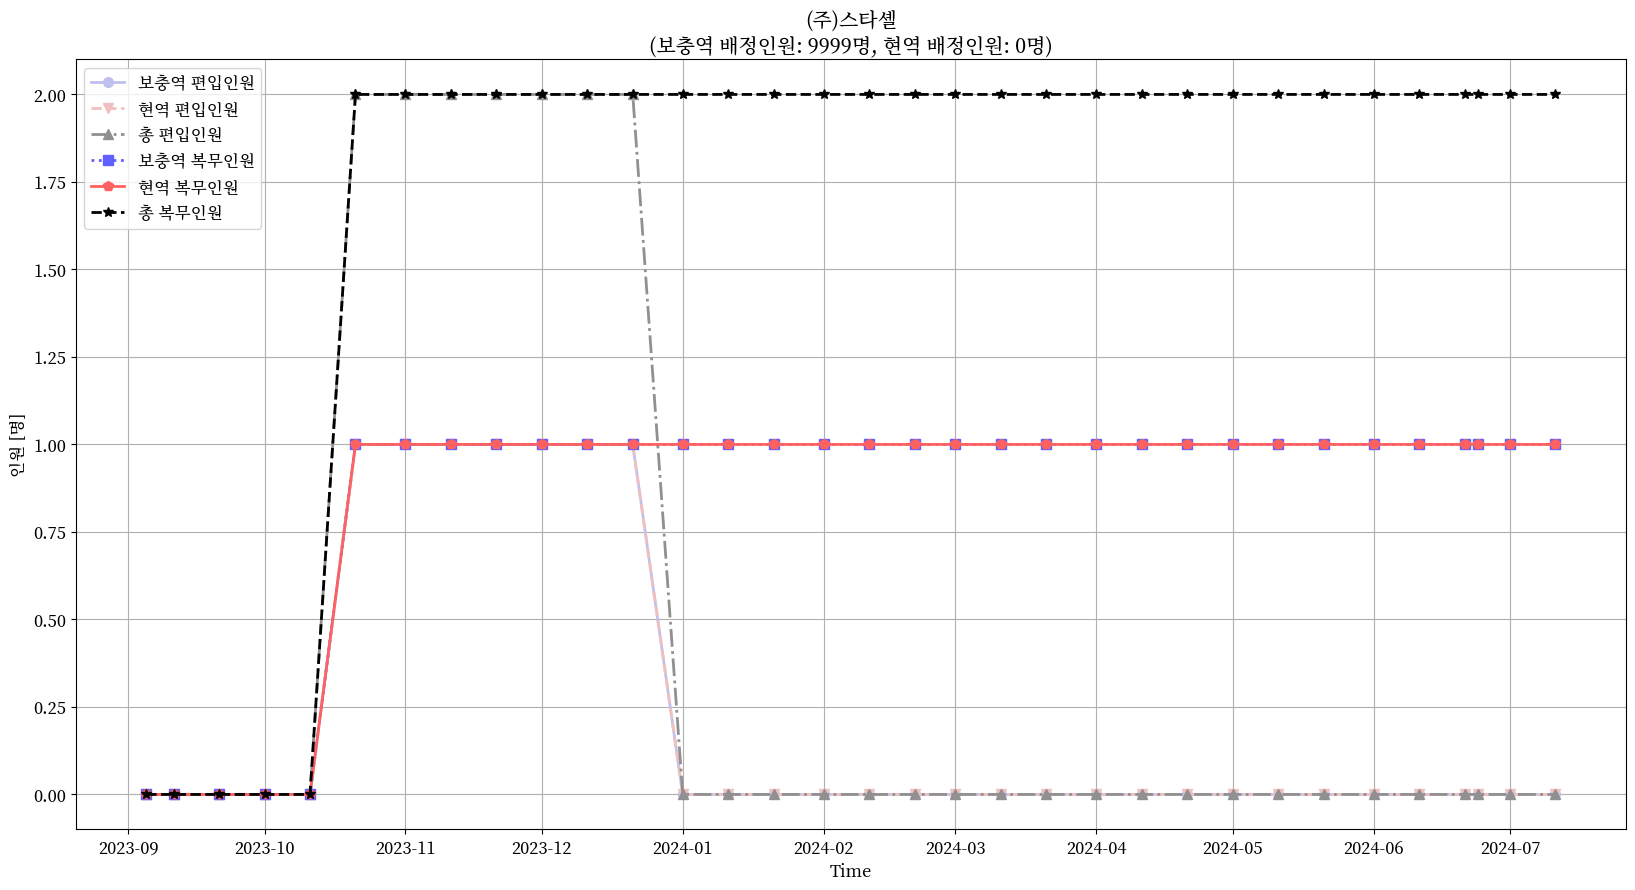 (주)스타셸
(보충역 배정인원: 9999명, 현역 배정인원: 0명)
보충역 편입인원
현역 편입인원
총 편입인원
보충역 복무인원
현역 복무인원
총 복무인원
2.00
1.75
1.50
1.25
1.00
0.75
0.50
0.25
0.00
인원 [명]
2023-09 2023-10 2023-11 2023-12 2024-01 2024-02 2024-03 2024-04 2024-05 2024-06 2024-07
Time